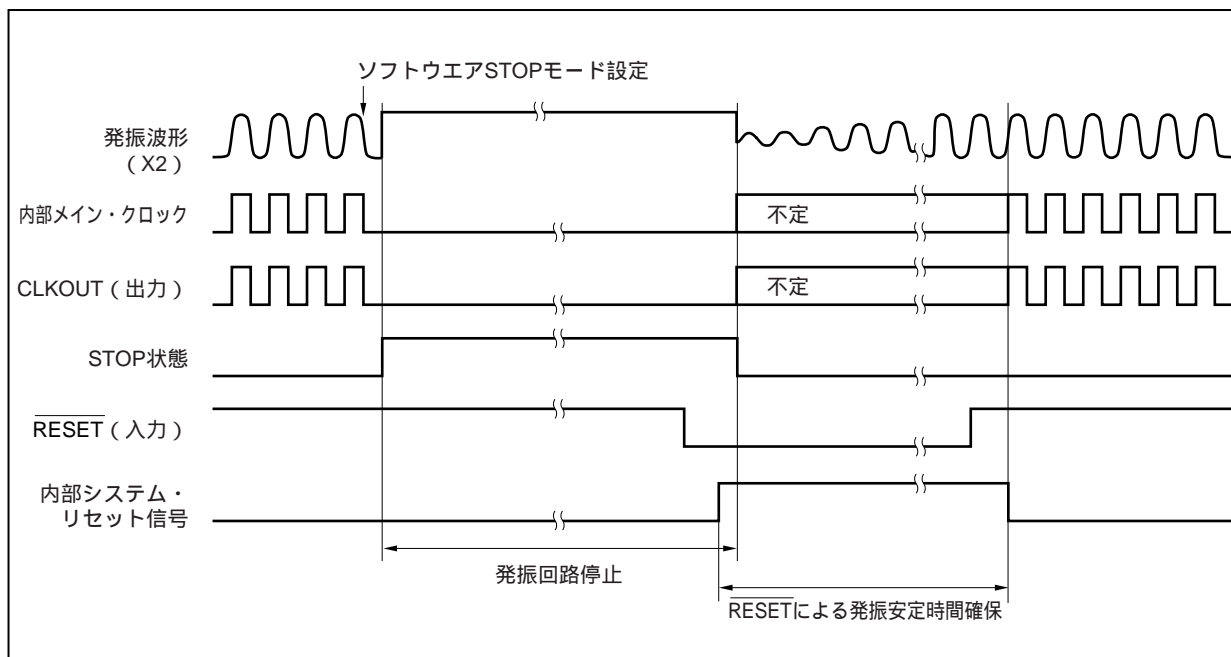 ソフトウエアSTOPモード設定
発振波形
（X2）
内部メイン・クロック
不定
CLKOUT（出力）
不定
STOP状態
RESET（入力）
内部システム・
リセット信号
発振回路停止
RESETによる発振安定時間確保